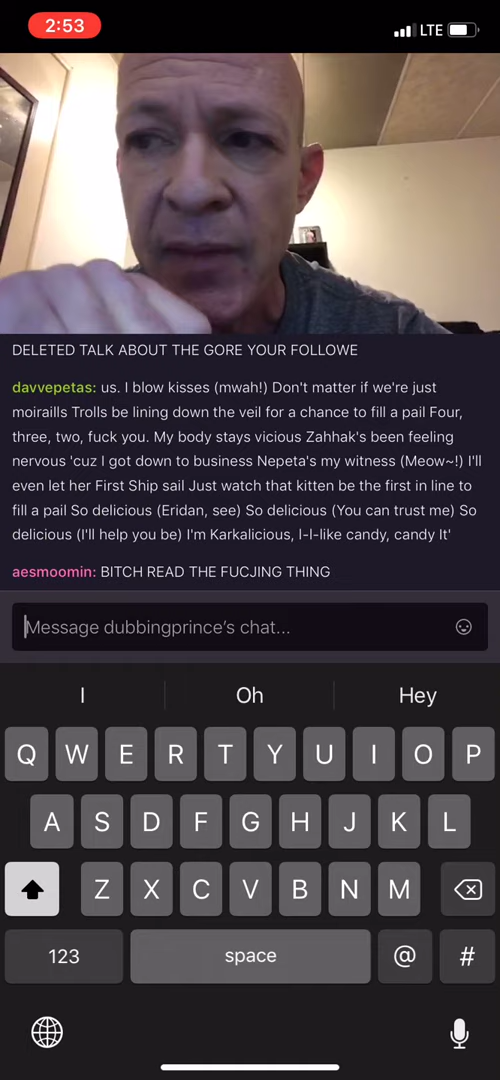 2:53
LTE
DELETED TALK ABOUT THE GORE YOUR FOLLOWE
davvepetas: us. I blow kisses (mwah!) Don't matter if we're just
moiraills Trolls be lining down the veil for a chance to fill a pail Four,
three, two, fuck you. My body stays vicious Zahhak's been feeling
nervous 'cuz I got down to business Nepeta's my witness (Meow~!) I'll
even let her First Ship sail Just watch that kitten be the first in line to
fill a pail So delicious (Eridan, see) So delicious (You can trust me) So
delicious (I'll help you be) I'm Karkalicious, I-I-like candy, candy It'
aesmoomin: BITCH READ THE FUCJING THING
Message dubbingprince's chat...
I Oh Hey
Q W E R T Y U I O P
A S D F G H J K L
Z X C V B N M
123 space @ #